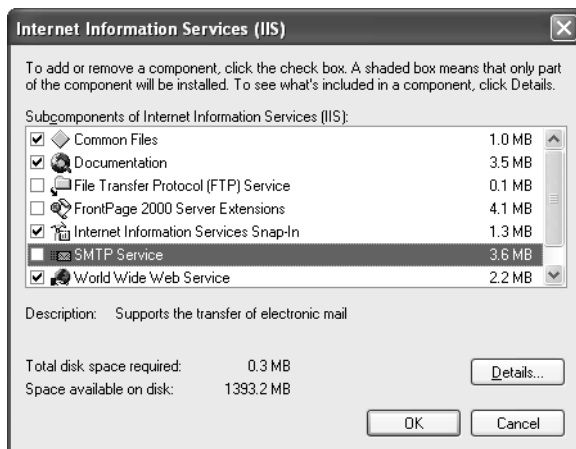 Internet Information Services (IIS)
To add or remove a component, click the check box. A shaded box means that only part
of the component will be installed. To see what's included in a component, click Details.
Subcomponents of Internet Information Services (IIS):
Common Files 1.0 MB
Documentation 3.5 MB
File Transfer Protocol (FTP) Service 0.1 MB
FrontPage 2000 Server Extensions 4.1 MB
Internet Information Services Snap-In 1.3 MB
SMTP Service 3.6 MB
World Wide Web Service 2.2 MB
Description: Supports the transfer of electronic mail
Total disk space required: 0.3 MB
Space available on disk: 1393.2 MB
Details...
OK Cancel